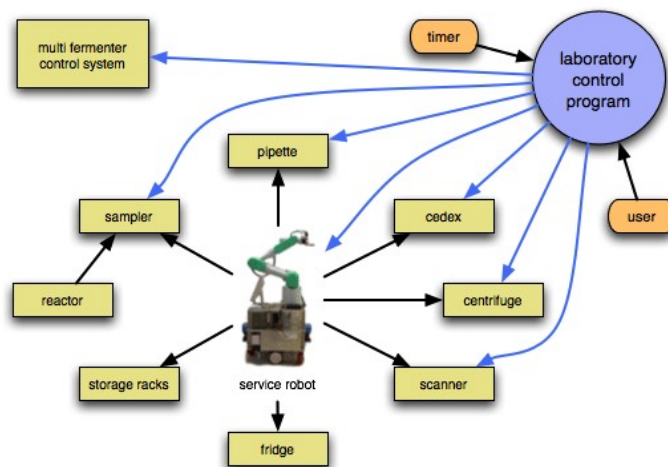 timer
multi fermenter
control system
laboratory
control
program
pipette
sampler
cedex
user
reactor
centrifuge
storage racks
service robot
scanner
fridge